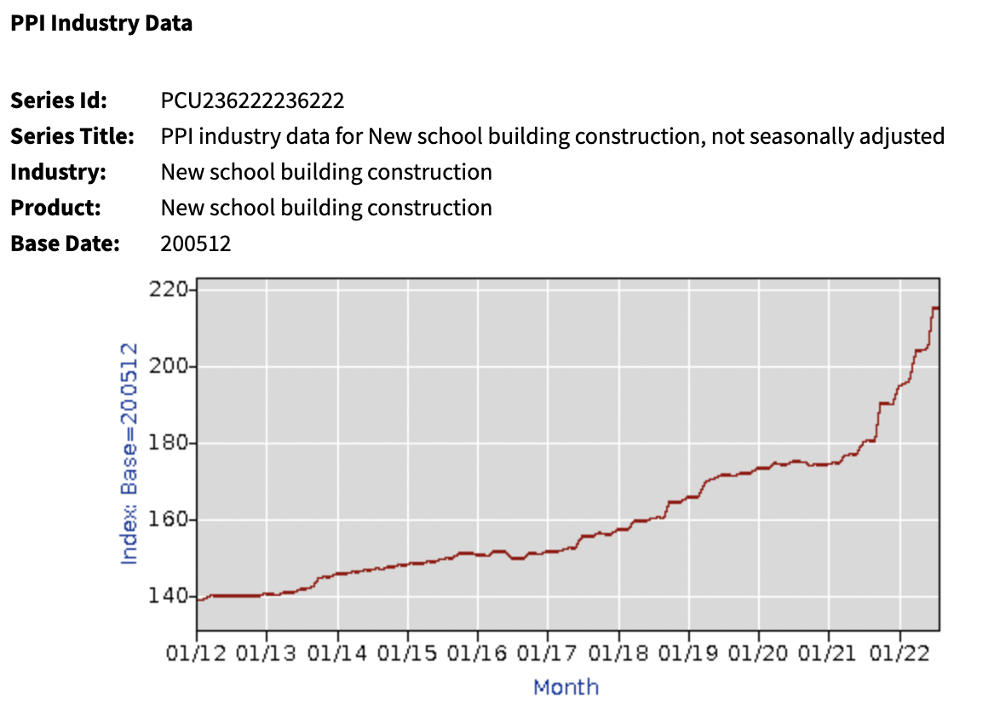 PPI Industry Data
Series Id: PCU236222236222
Series Title: PPI industry data for New school building construction, not seasonally adjusted
Industry: New school building construction
Product: New school building construction
Base Date: 200512
220
200
180
160
140
Index: Base=200512
01/12 01/13 01/14 01/15 01/16 01/17 01/18 01/19 01/20 01/21 01/22
Month